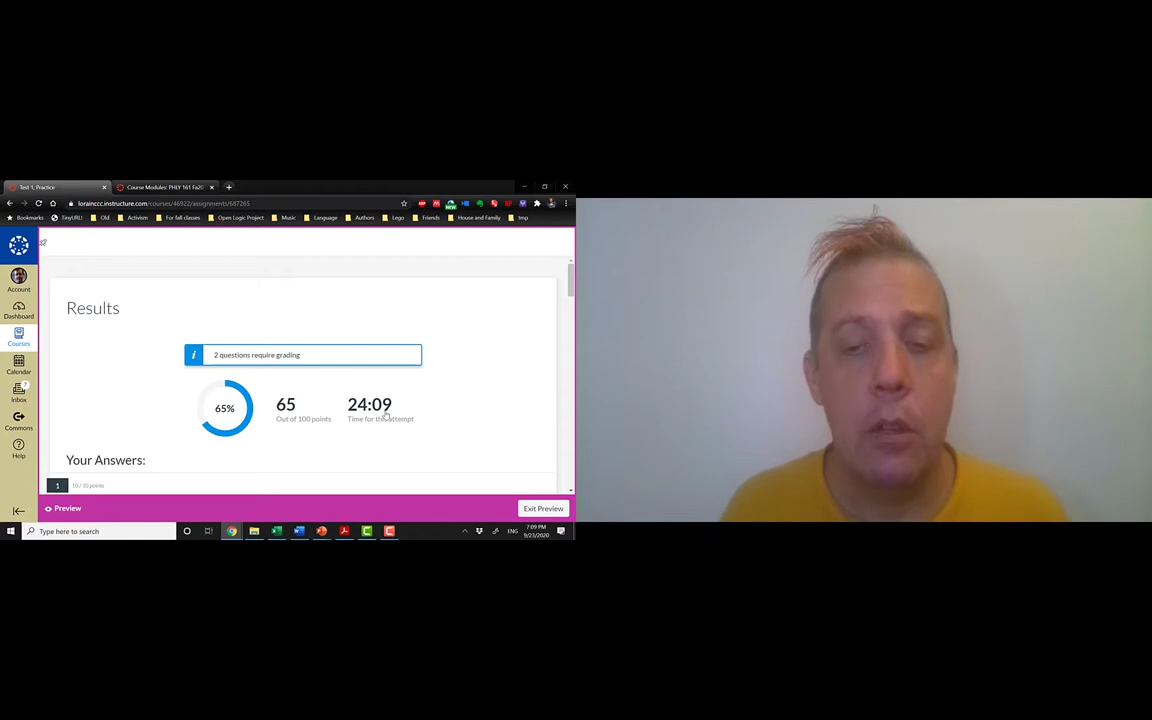 Test 1, Practice
Course Modules: PHLY 161 Fa20
loraincc.instructure.com/courses/46922/assignments/687265
NEW
Bookmarks TinyURL! Old Activism For fall classes Open Logic Project Music Language Authors Lego Friends House and Family tmp
Account
Dashboard
Courses
Calendar
7
Inbox
Commons
Help
Results
i 2 questions require grading
65%
65
Out of 100 points
24:09
Time for this attempt
Your Answers:
1 10 / 10 points
Preview
Exit Preview
Type here to search
ENG
7:09 PM
9/23/2020